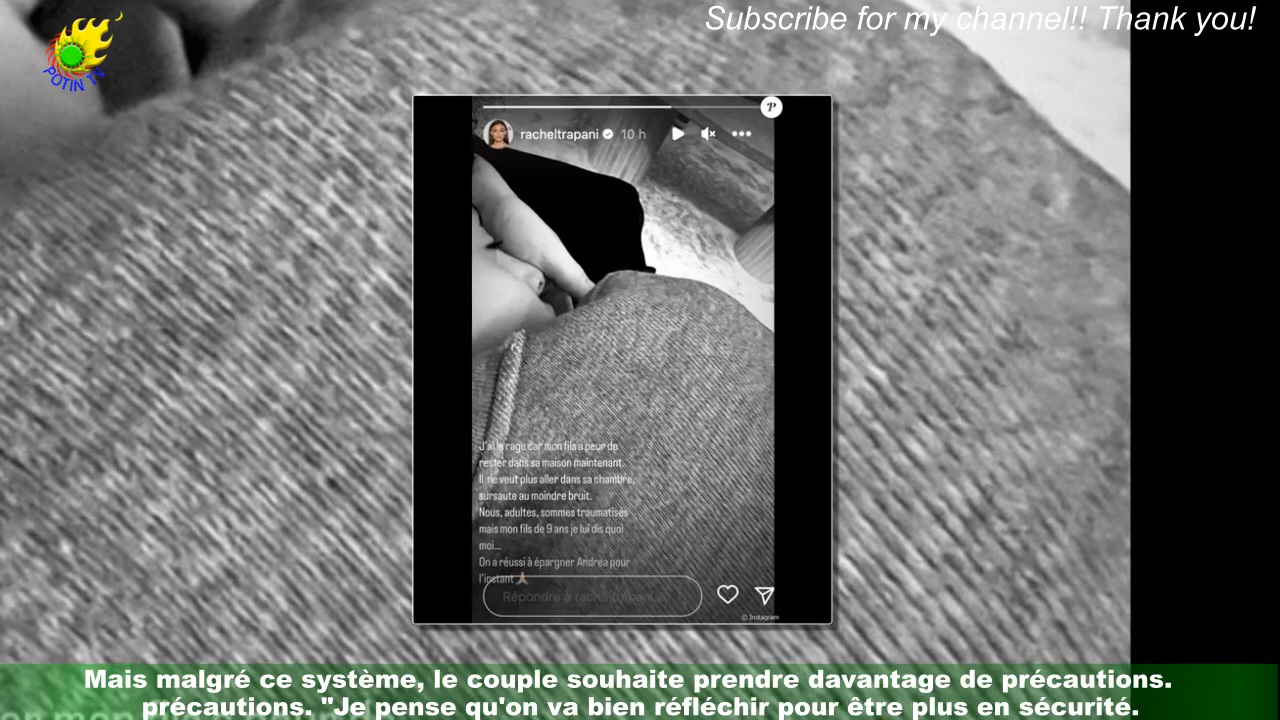 Subscribe for my channel!! Thank you!
POTIN TV
P
racheltrapani 10 h
J'ai la rage car mon fils a peur de
rester dans sa maison maintenant.
Il ne veut plus aller dans sa chambre,
sursaute au moindre bruit.
Nous, adultes, sommes traumatisés
mais mon fils de 9 ans je lui dis quoi
moi...
On a réussi à épargner Andrea pour
l'instant 🙏🏼
Répondre à racheltrapani...
© Instagram
Mais malgré ce système, le couple souhaite prendre davantage de précautions.
précautions. "Je pense qu'on va bien réfléchir pour être plus en sécurité.